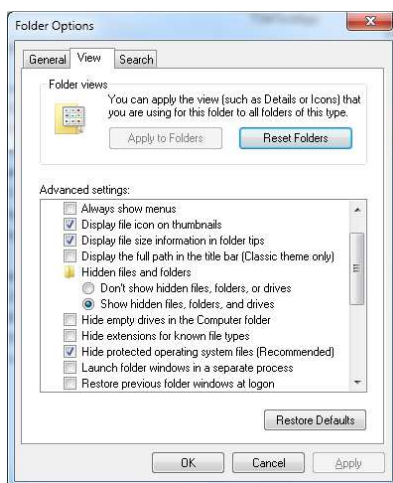 Folder Options
General View Search
Folder views
You can apply the view (such as Details or Icons) that
you are using for this folder to all folders of this type.
Apply to Folders Reset Folders
Advanced settings:
Always show menus
Display file icon on thumbnails
Display file size information in folder tips
Display the full path in the title bar (Classic theme only)
Hidden files and folders
Don't show hidden files, folders, or drives
Show hidden files, folders, and drives
Hide empty drives in the Computer folder
Hide extensions for known file types
Hide protected operating system files (Recommended)
Launch folder windows in a separate process
Restore previous folder windows at logon
Restore Defaults
OK Cancel Apply